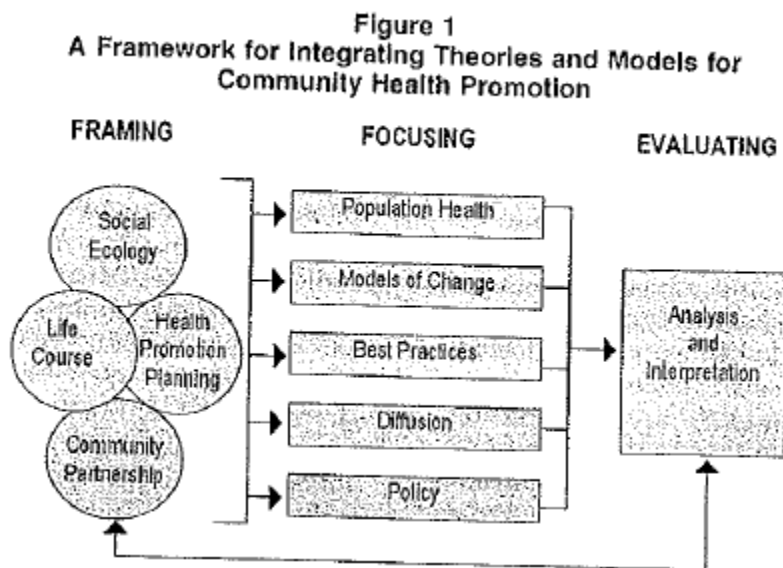 Figure 1
A Framework for Integrating Theories and Models for
Community Health Promotion
FRAMING
FOCUSING
EVALUATING
Social
Ecology
Life
Course
Health
Promotion
Planning
Community
Partnership
Population Health
Models of Change
Best Practices
Diffusion
Policy
Analysis
and
Interpretation